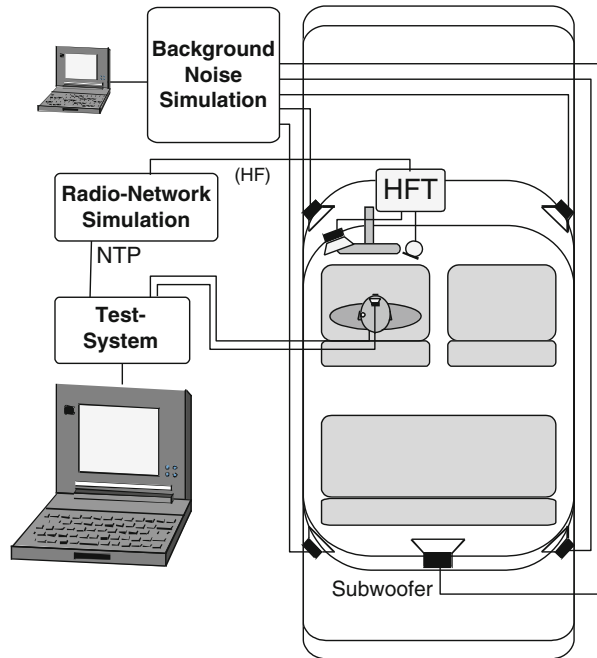 Background
Noise
Simulation
(HF)
HFT
Radio-Network
Simulation
NTP
Test-
System
Subwoofer